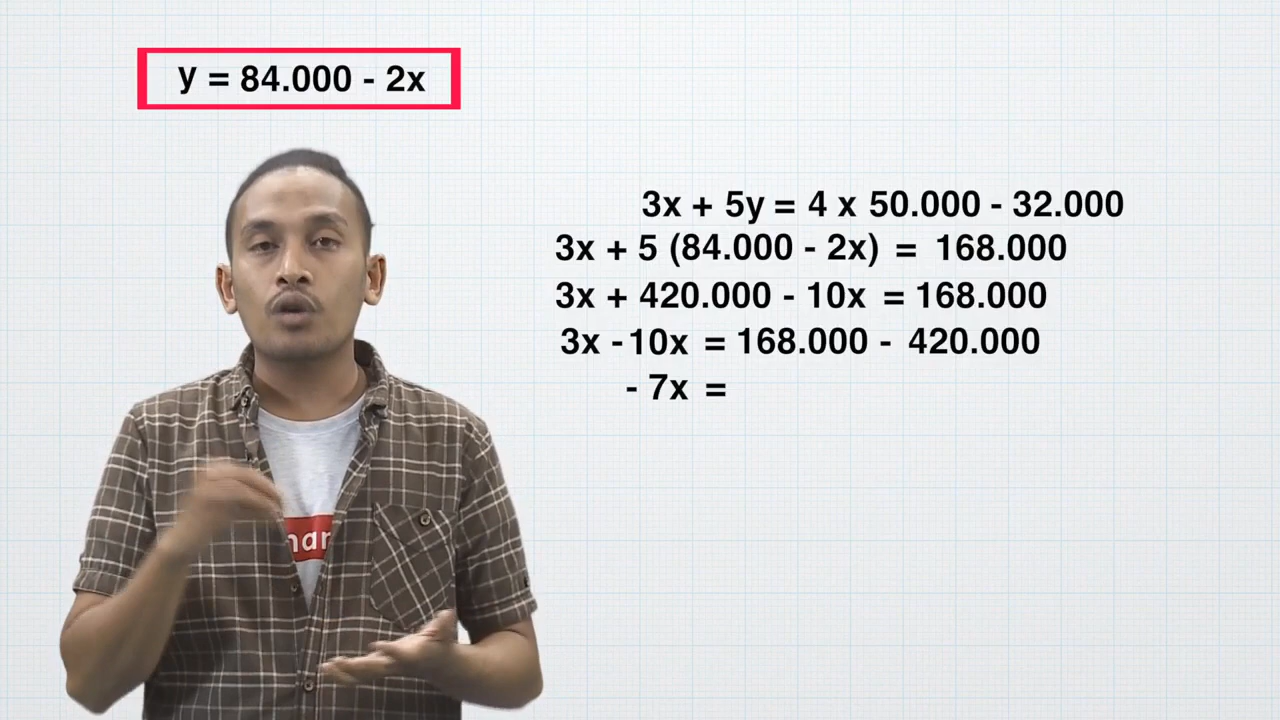 y = 84.000 - 2x
3x + 5y = 4 x 50.000 - 32.000
3x + 5 (84.000 - 2x) = 168.000
3x + 420.000 - 10x = 168.000
3x - 10x = 168.000 - 420.000
- 7x =